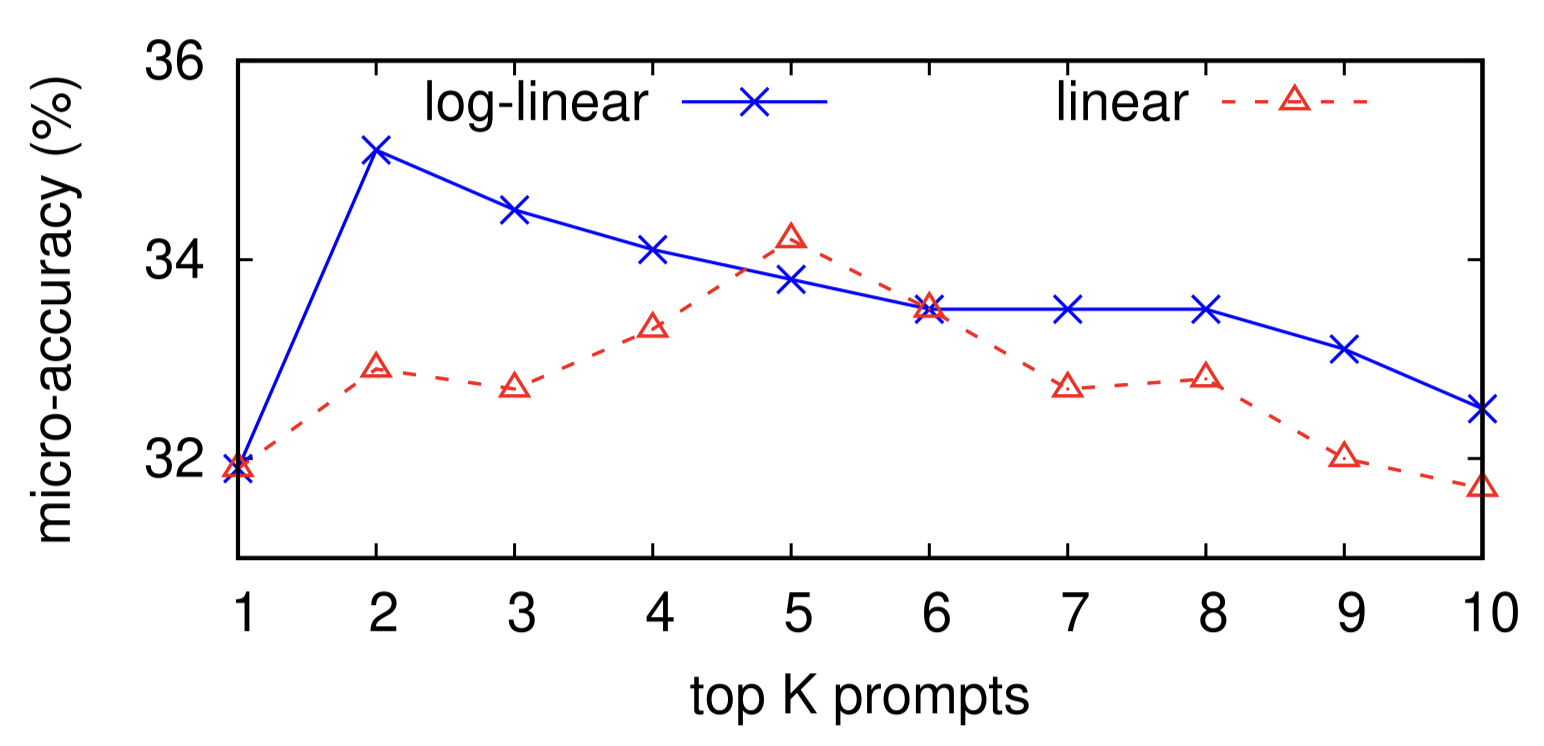 micro-accuracy (%)
36
34
32
log-linear
linear
1 2 3 4 5 6 7 8 9 10
top K prompts